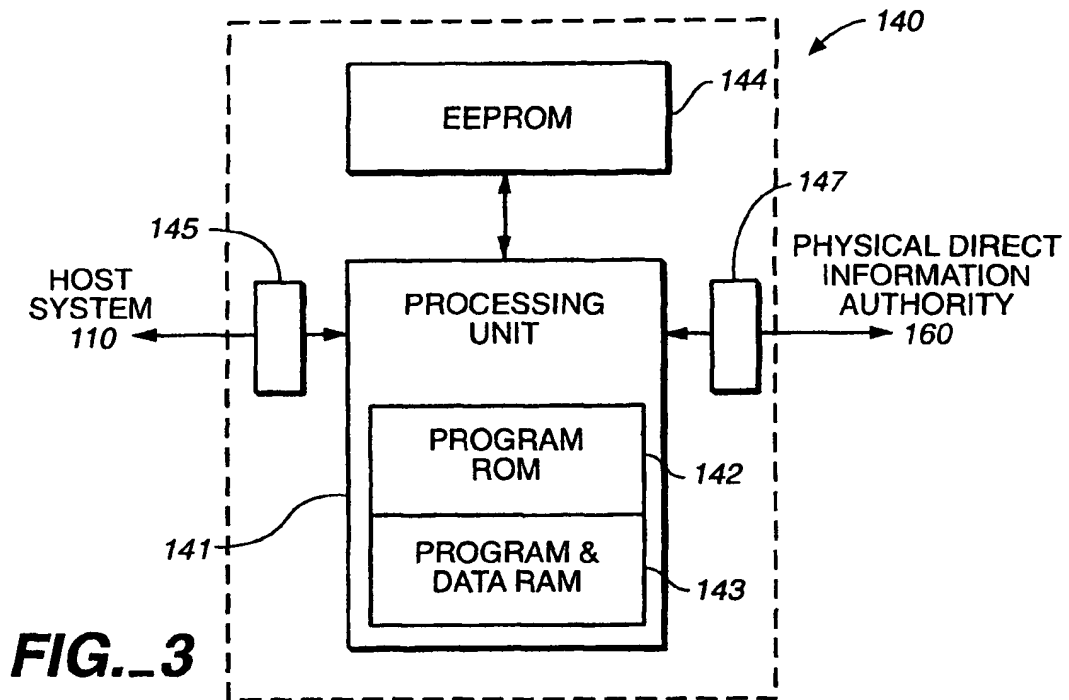 140
EEPROM
144
145
147
HOST
SYSTEM
110
PROCESSING
UNIT
PHYSICAL DIRECT
INFORMATION
AUTHORITY
160
PROGRAM
ROM
142
141
PROGRAM &
DATA RAM
143
FIG._3